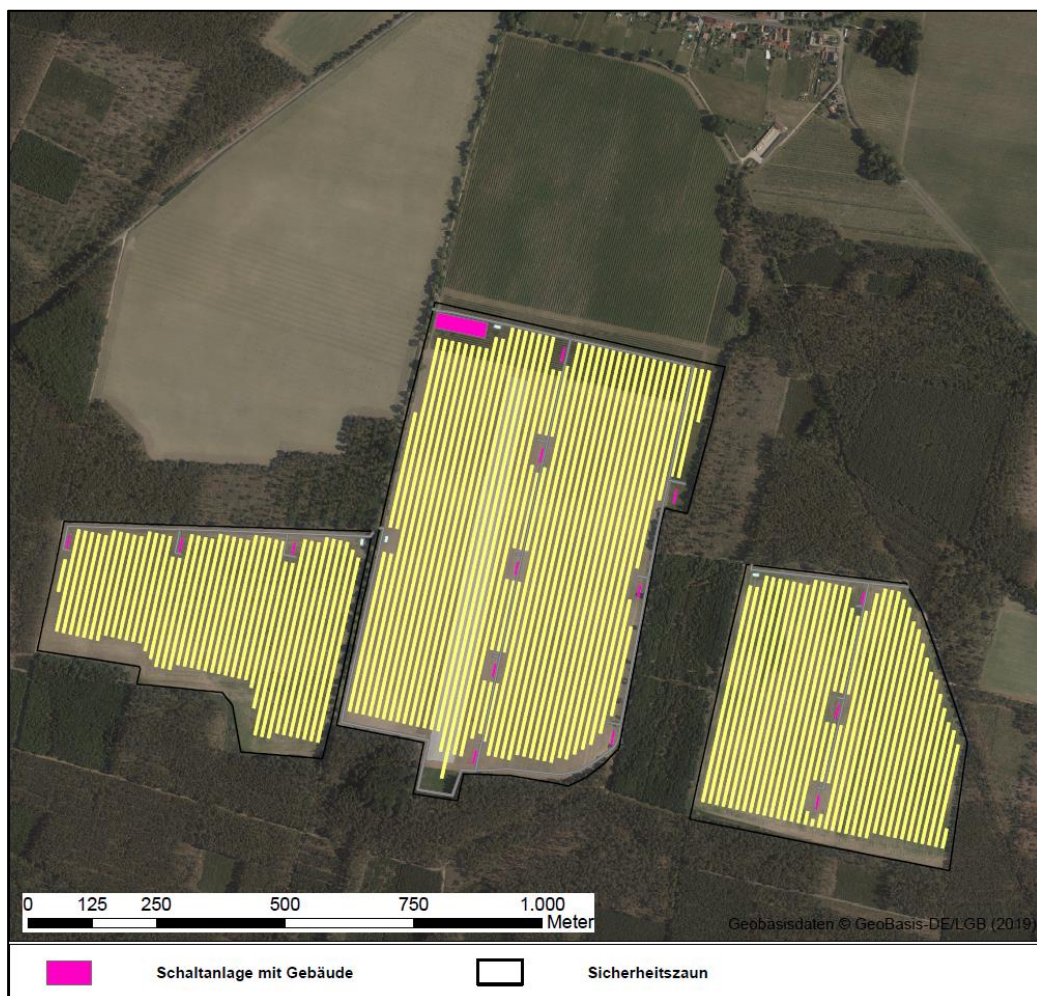 0 125 250 500 750 1.000
Meter
Geobasisdaten © GeoBasis-DE/LGB (2019)
Schaltanlage mit Gebäude Sicherheitszaun